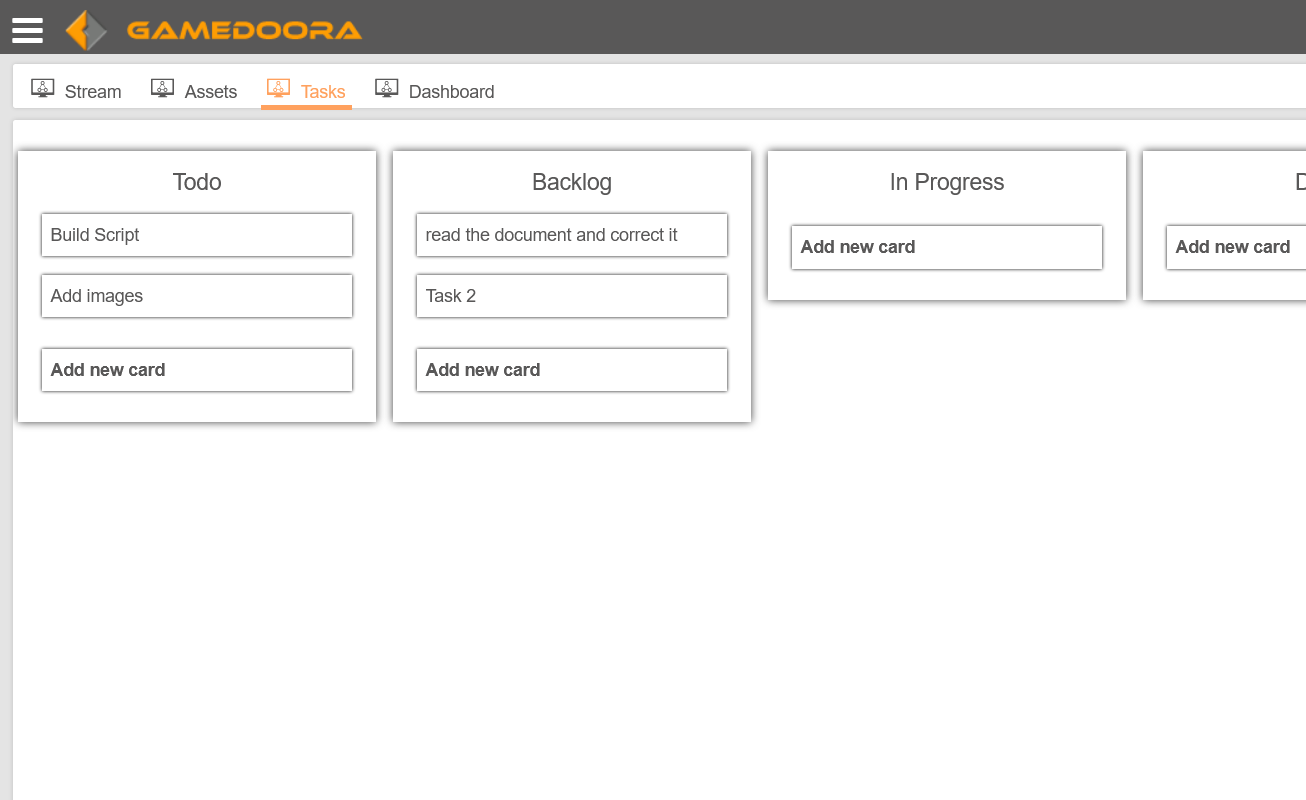 GAMEDOORA
Stream Assets Tasks Dashboard
Todo
Build Script
Add images
Add new card
Backlog
read the document and correct it
Task 2
Add new card
In Progress
Add new card
Add new card